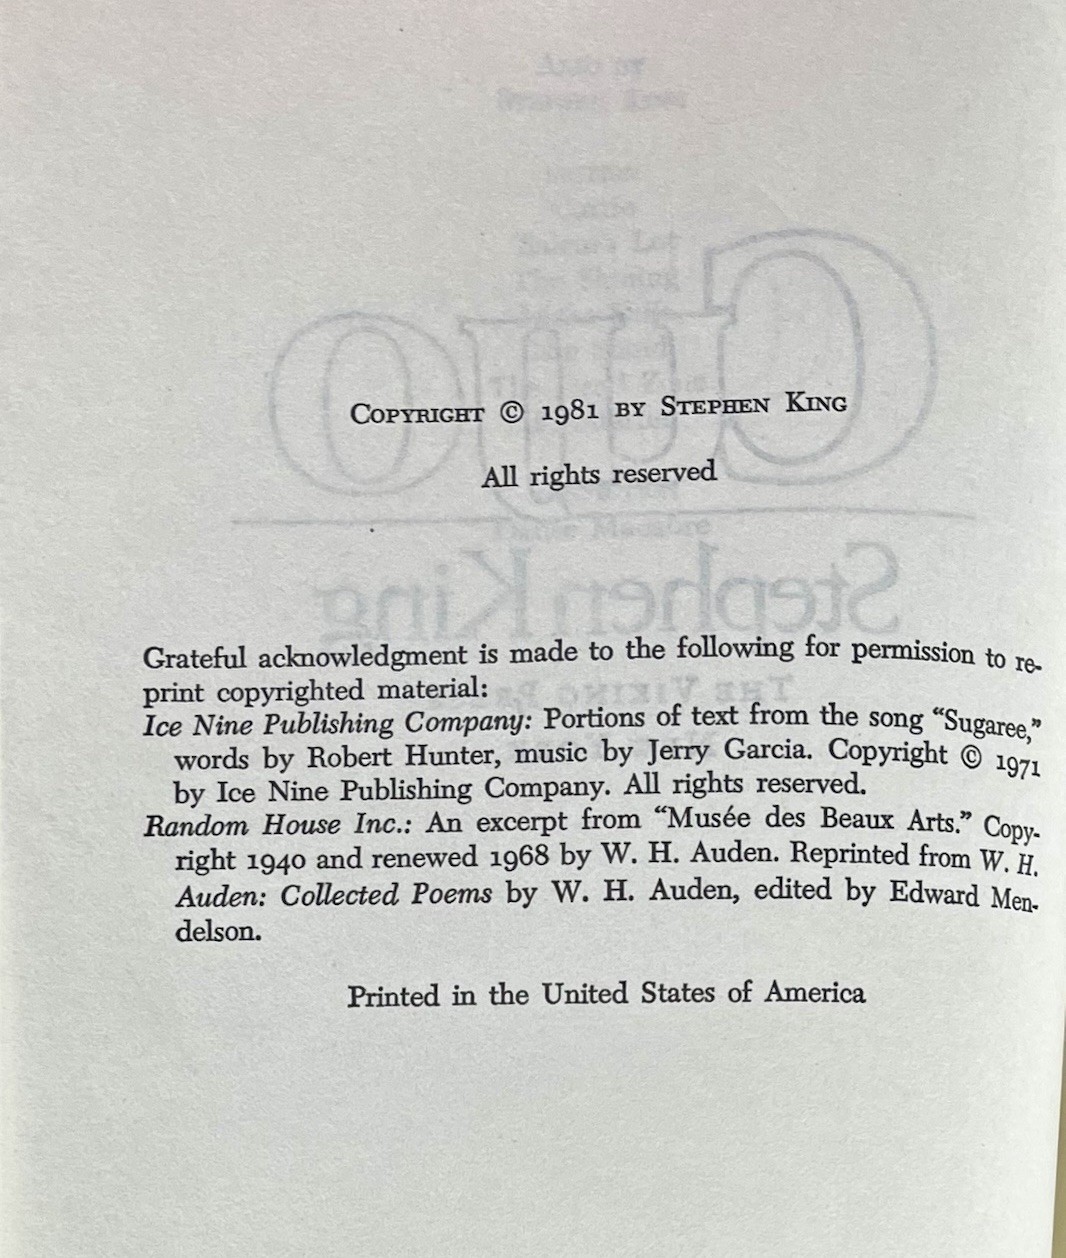 COPYRIGHT © 1981 BY STEPHEN KING
All rights reserved
Grateful acknowledgment is made to the following for permission to re-
print copyrighted material:
Ice Nine Publishing Company: Portions of text from the song “Sugaree,”
words by Robert Hunter, music by Jerry Garcia. Copyright © 1971
by Ice Nine Publishing Company. All rights reserved.
Random House Inc.: An excerpt from “Musée des Beaux Arts.” Copy-
right 1940 and renewed 1968 by W. H. Auden. Reprinted from W. H.
Auden: Collected Poems by W. H. Auden, edited by Edward Men-
delson.
Printed in the United States of America